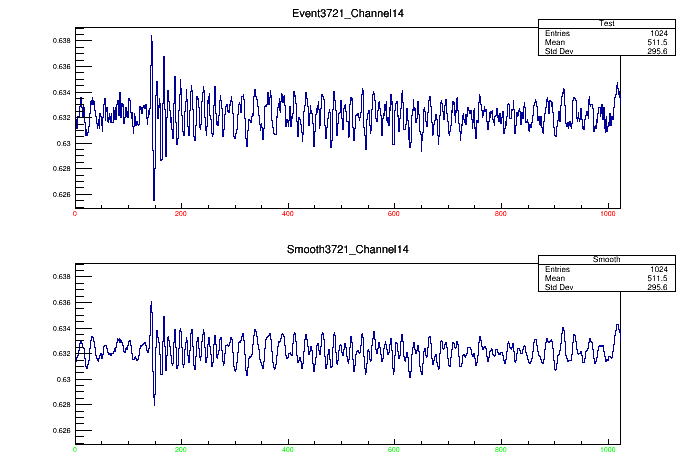 Event3721_Channel14
Test
Entries 1024
Mean 511.5
Std Dev 295.6
0.638
0.636
0.634
0.632
0.63
0.628
0.626
0 200 400 600 800 1000
Smooth3721_Channel14
Smooth
Entries 1024
Mean 511.5
Std Dev 295.6
0.638
0.636
0.634
0.632
0.63
0.628
0.626
0 200 400 600 800 1000